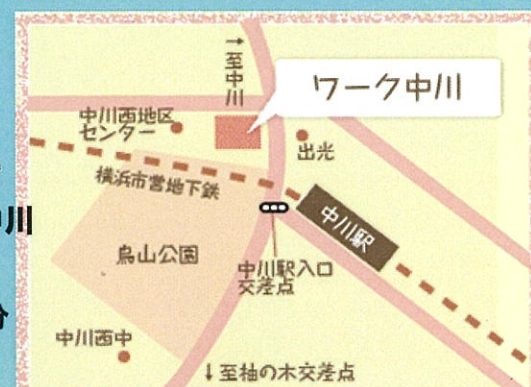 ↑至中川
ワーク中川
中川西地区
センター
出光
横浜市営地下鉄
中川駅
烏山公園
中川駅入口
交差点
中川西中
↓至柚の木交差点
川